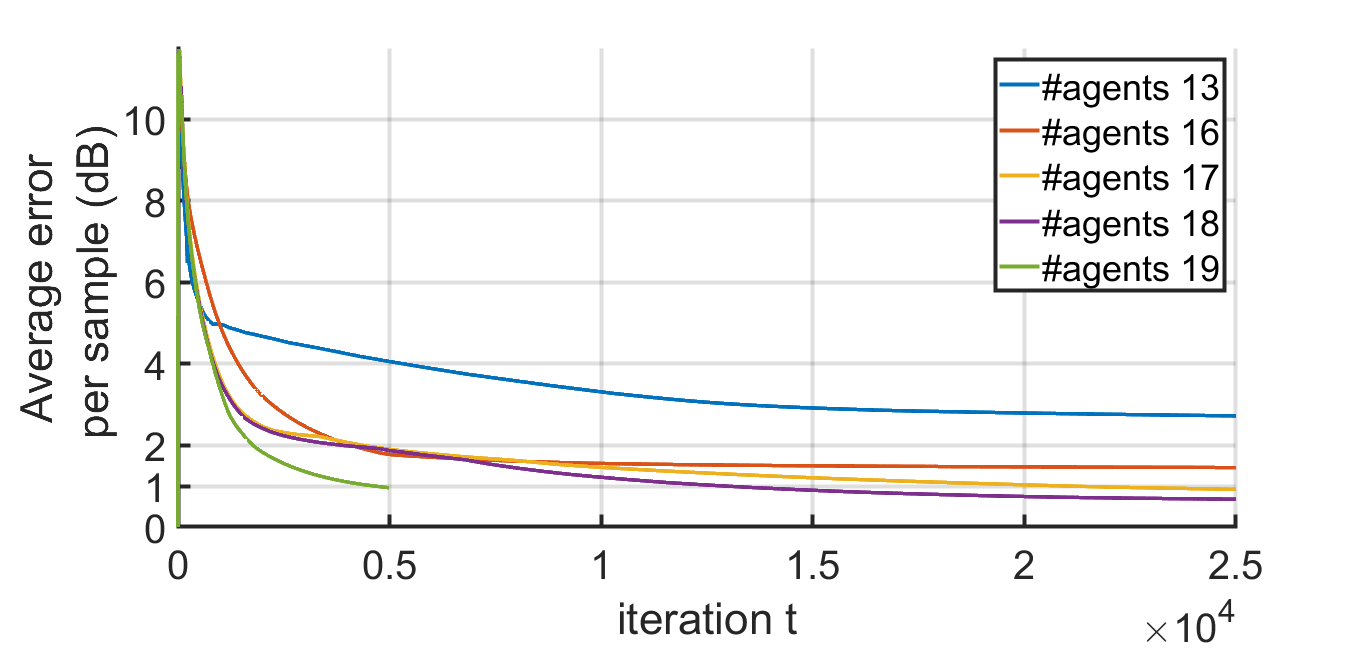 Average error
per sample (dB)
10
8
6
4
2
1
0
0
0.5
1
1.5
2
2.5
×10^4
iteration t
#agents 13
#agents 16
#agents 17
#agents 18
#agents 19